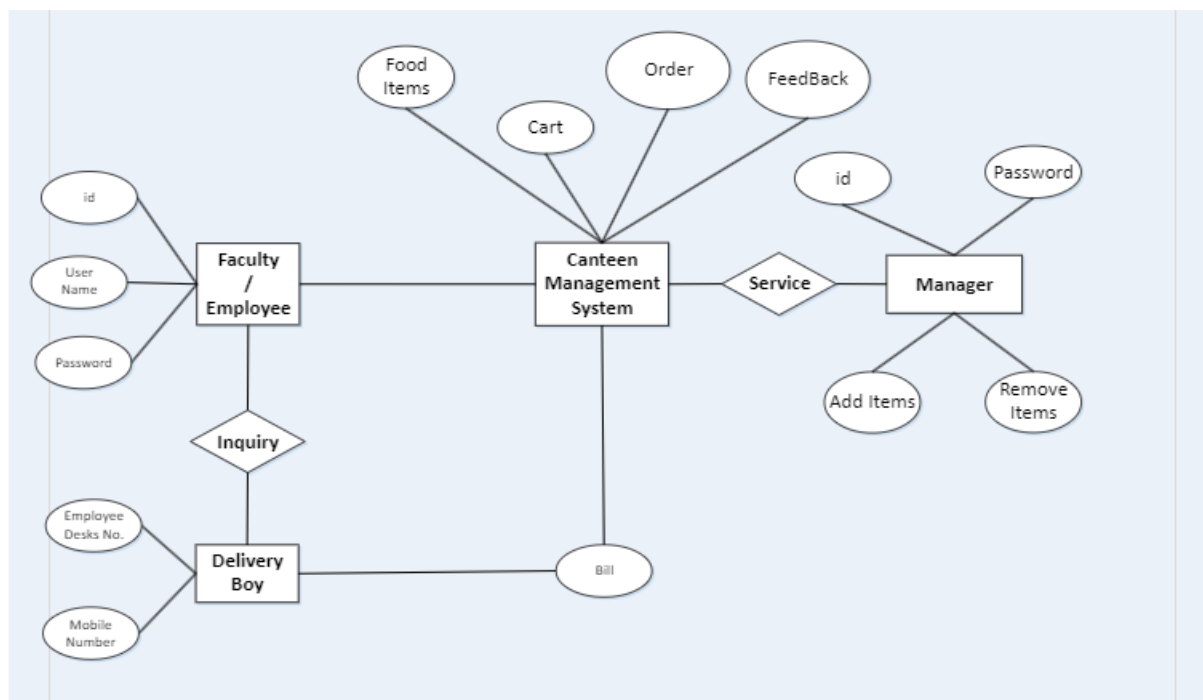 Food
Items
Order
FeedBack
Cart
id
Password
id
User
Name
Password
Faculty
/
Employee
Canteen
Management
System
Service
Manager
Add Items
Remove
Items
Inquiry
Employee
Desks No.
Delivery
Boy
Bill
Mobile
Number